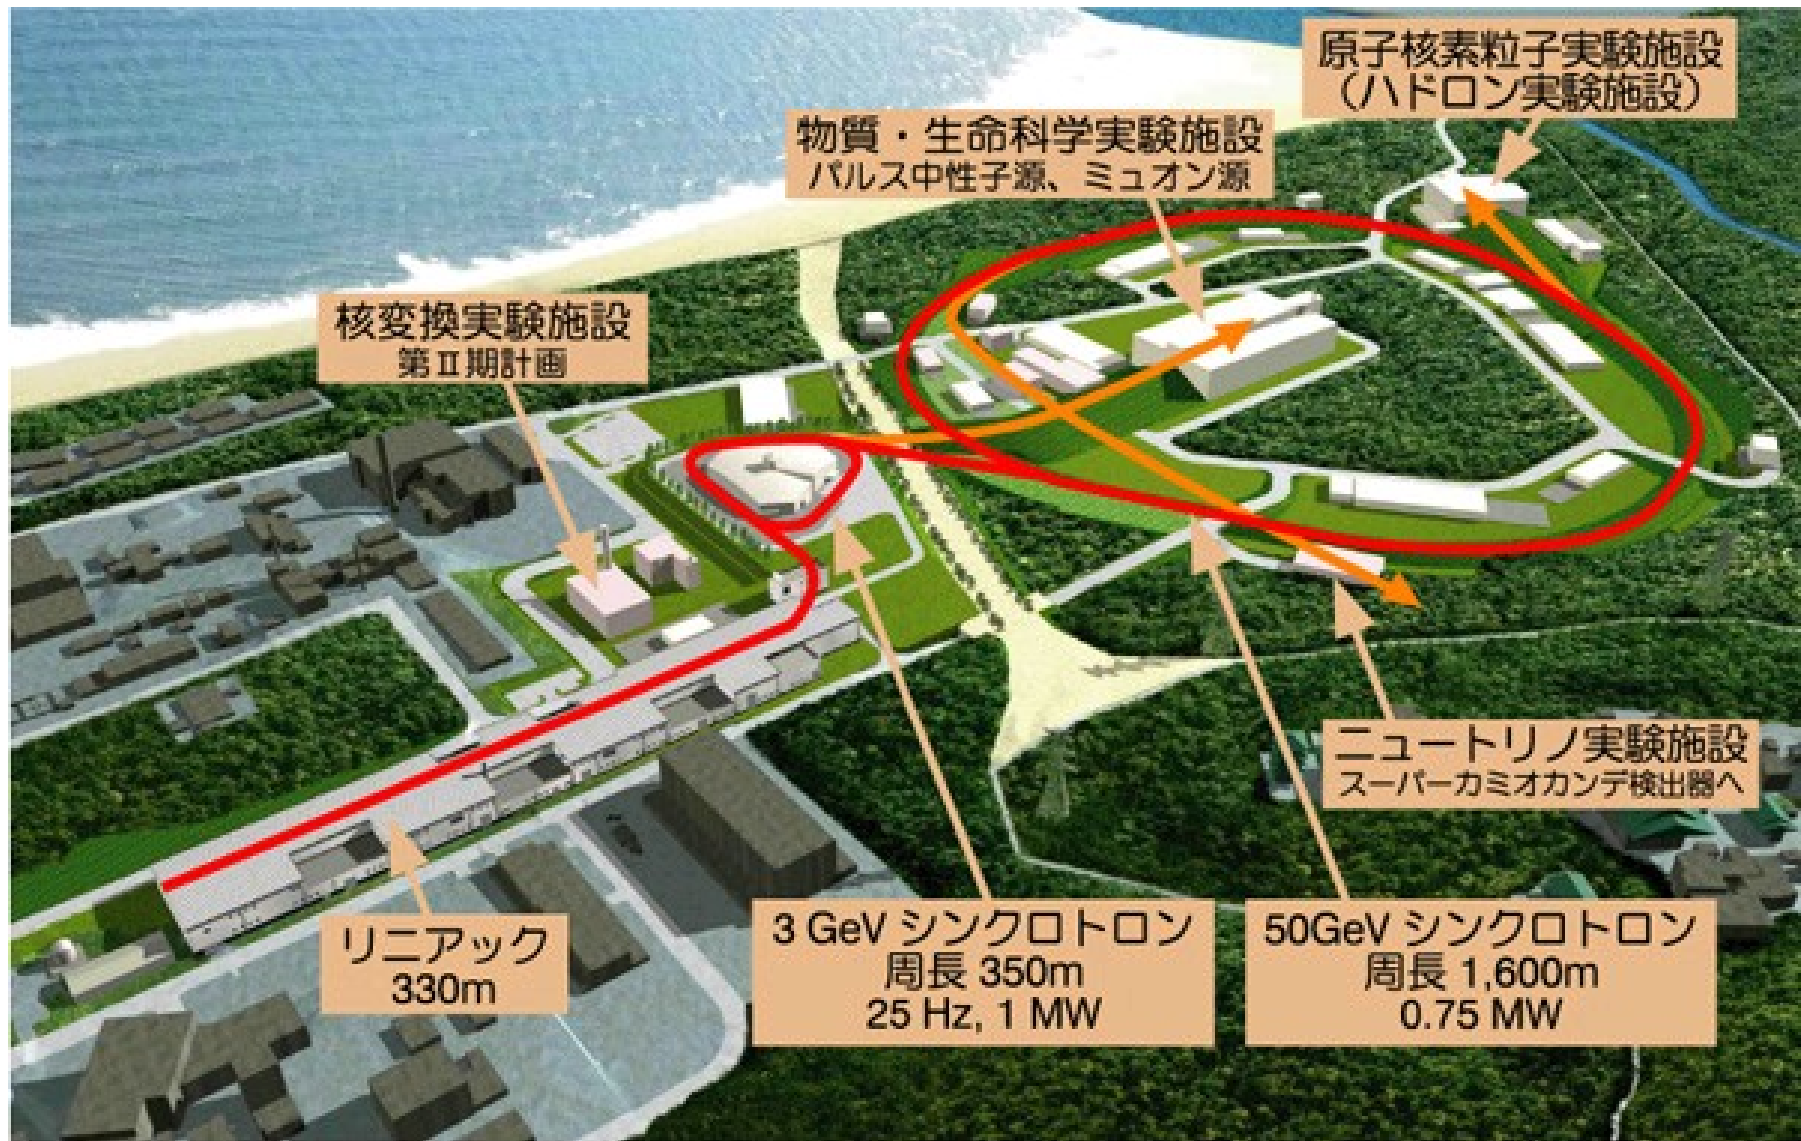 原子核素粒子実験施設
(ハドロン実験施設)
物質・生命科学実験施設
パルス中性子源、ミュオン源
核変換実験施設
第Ⅱ期計画
ニュートリノ実験施設
スーパーカミオカンデ検出器へ
リニアック
330m
3 GeV シンクロトロン
周長 350m
25 Hz, 1 MW
50GeV シンクロトロン
周長 1,600m
0.75 MW